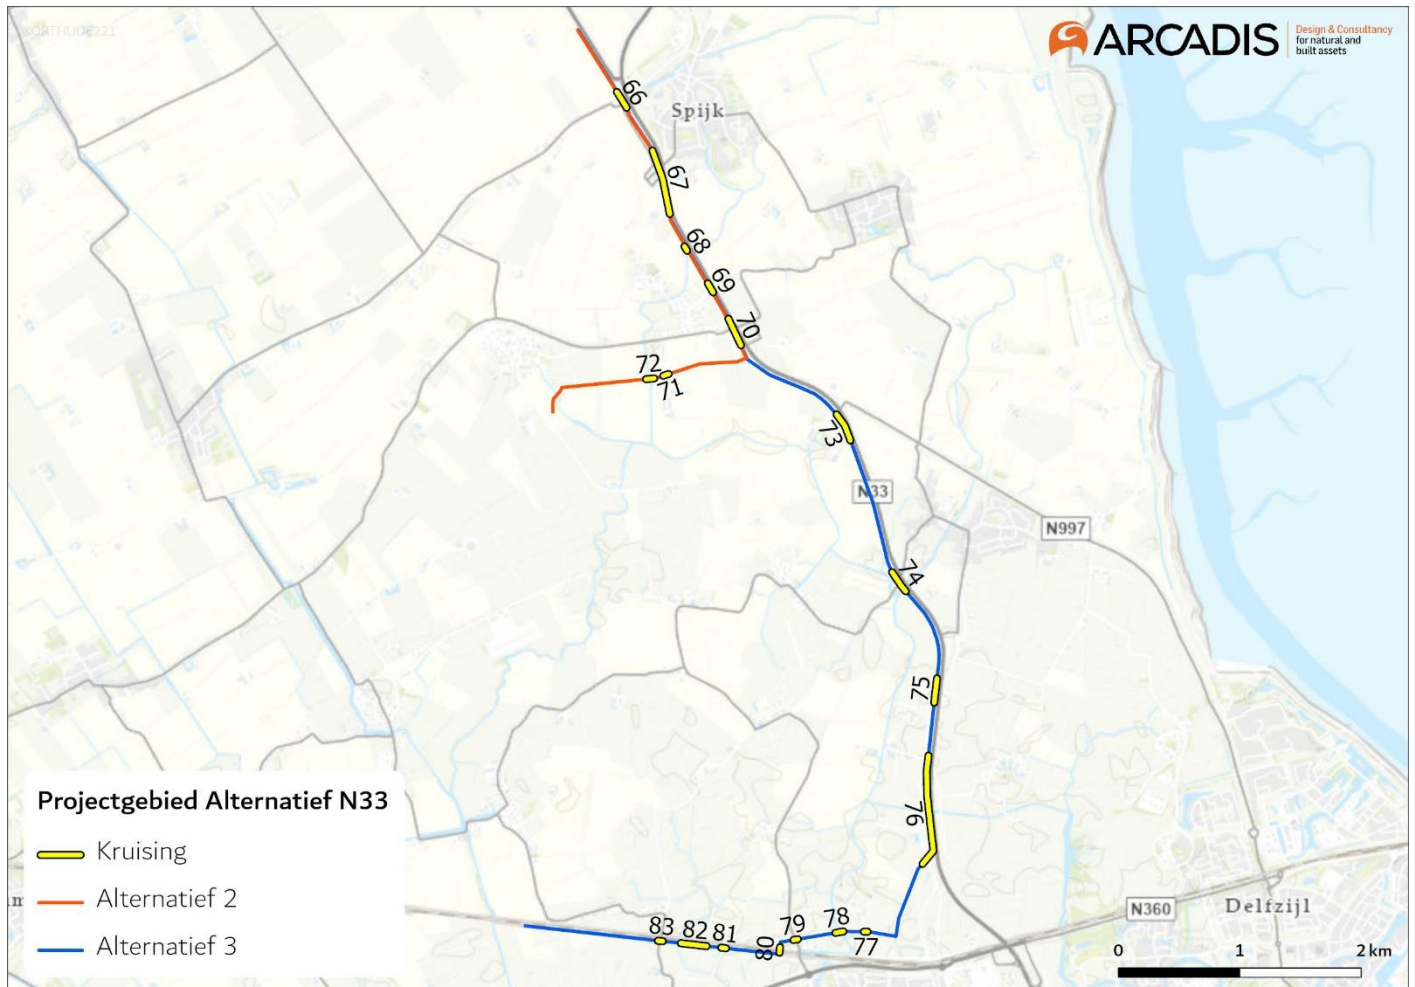 ARCADIS
Design & Consultancy
for natural and
built assets
66
Spijk
67
68
69
70
72
71
73
N33
N997
74
75
76
Projectgebied Alternatief N33
Kruising
Alternatief 2
Alternatief 3
83
82
81
80
79
78
77
N360
Delfzijl
0
1
2 km